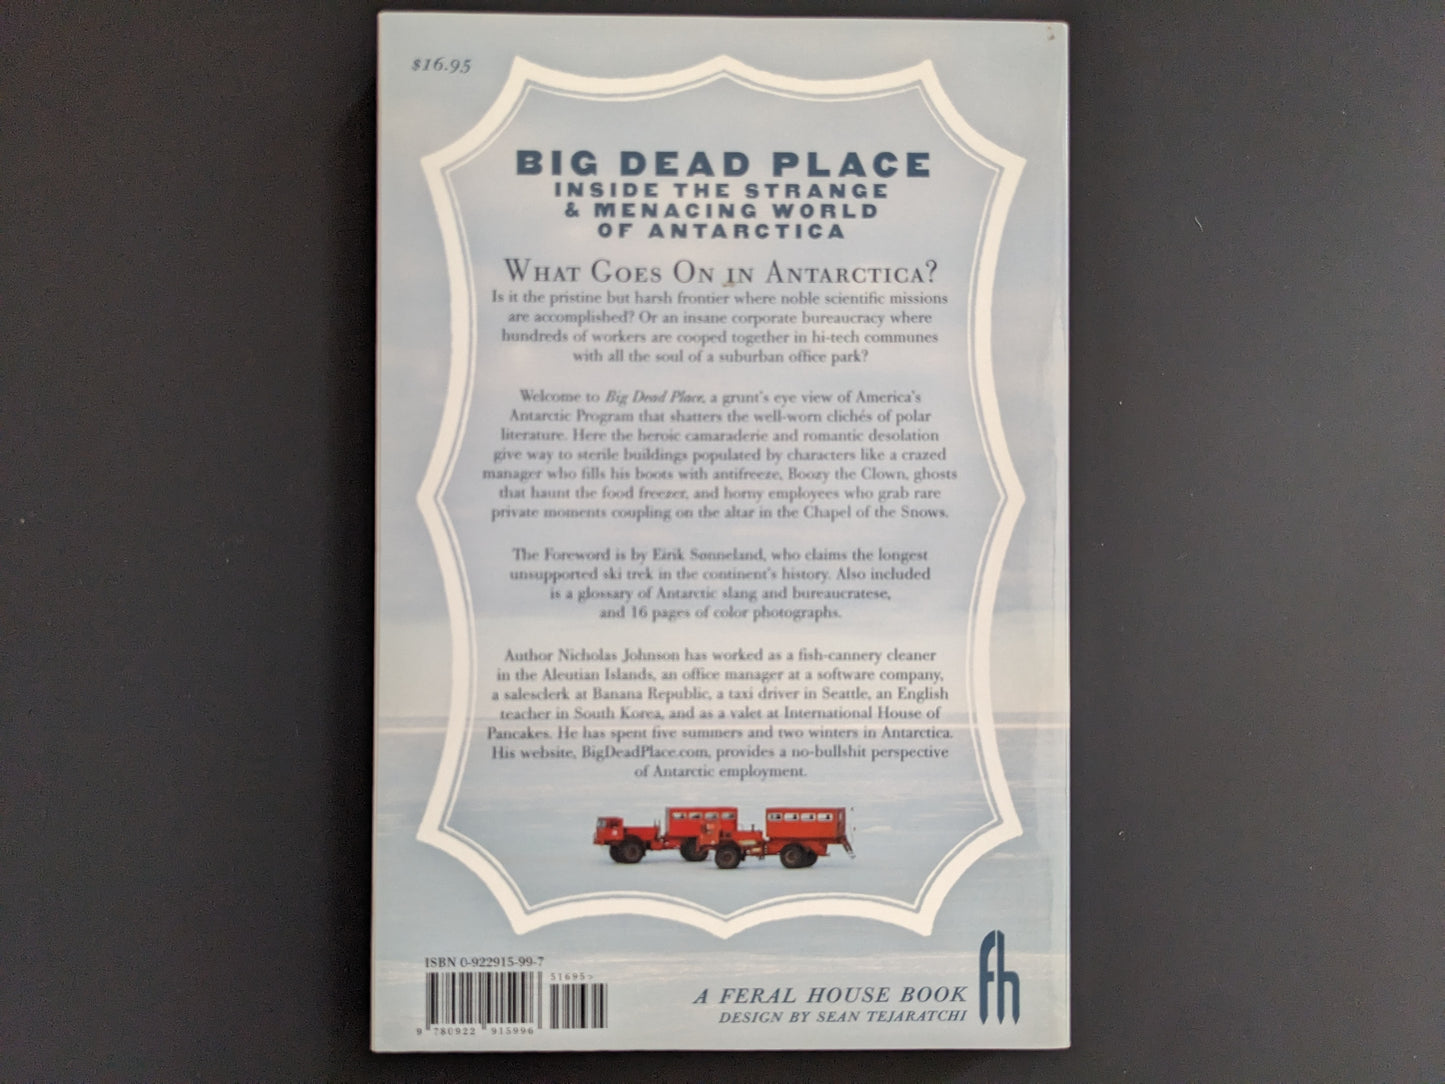 $16.95
BIG DEAD PLACE
INSIDE THE STRANGE
& MENACING WORLD
OF ANTARCTICA
WHAT GOES ON IN ANTARCTICA?
Is it the pristine but harsh frontier where noble scientific missions
are accomplished? Or an insane corporate bureaucracy where
hundreds of workers are cooped together in hi-tech communes
with all the soul of a suburban office park?
Welcome to Big Dead Place, a grunt's eye view of America's
Antarctic Program that shatters the well-worn clichés of polar
literature. Here the heroic camaraderie and romantic desolation
give way to sterile buildings populated by characters like a crazed
manager who fills his boots with antifreeze, Boozy the Clown, ghosts
that haunt the food freezer, and horny employees who grab rare
private moments coupling on the altar in the Chapel of the Snows.
The Foreword is by Eirik Sønneland, who claims the longest
unsupported ski trek in the continent's history. Also included
is a glossary of Antarctic slang and bureaucratese,
and 16 pages of color photographs.
Author Nicholas Johnson has worked as a fish-cannery cleaner
in the Aleutian Islands, an office manager at a software company,
a salesclerk at Banana Republic, a taxi driver in Seattle, an English
teacher in South Korea, and as a valet at International House of
Pancakes. He has spent five summers and two winters in Antarctica.
His website, BigDeadPlace.com, provides a no-bullshit perspective
of Antarctic employment.
ISBN 0-922915-99-7
51695>
9 780922 915996
A FERAL HOUSE BOOK
DESIGN BY SEAN TEJARATCHI
fh